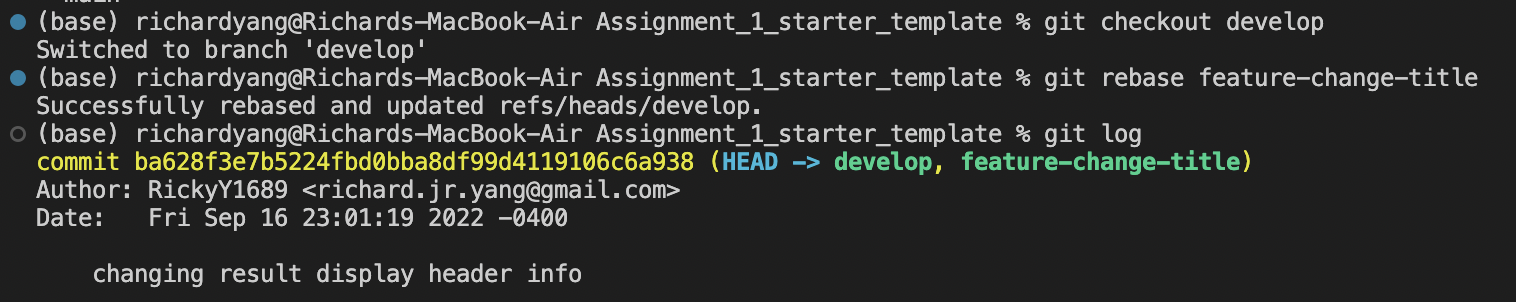 main
(base) richardyang@Richards-MacBook-Air Assignment_1_starter_template % git checkout develop
Switched to branch 'develop'
(base) richardyang@Richards-MacBook-Air Assignment_1_starter_template % git rebase feature-change-title
Successfully rebased and updated refs/heads/develop.
(base) richardyang@Richards-MacBook-Air Assignment_1_starter_template % git log
commit ba628f3e7b5224fbd0bba8df99d4119106c6a938 (HEAD -> develop, feature-change-title)
Author: RickyY1689 <richard.jr.yang@gmail.com>
Date:   Fri Sep 16 23:01:19 2022 -0400
    changing result display header info